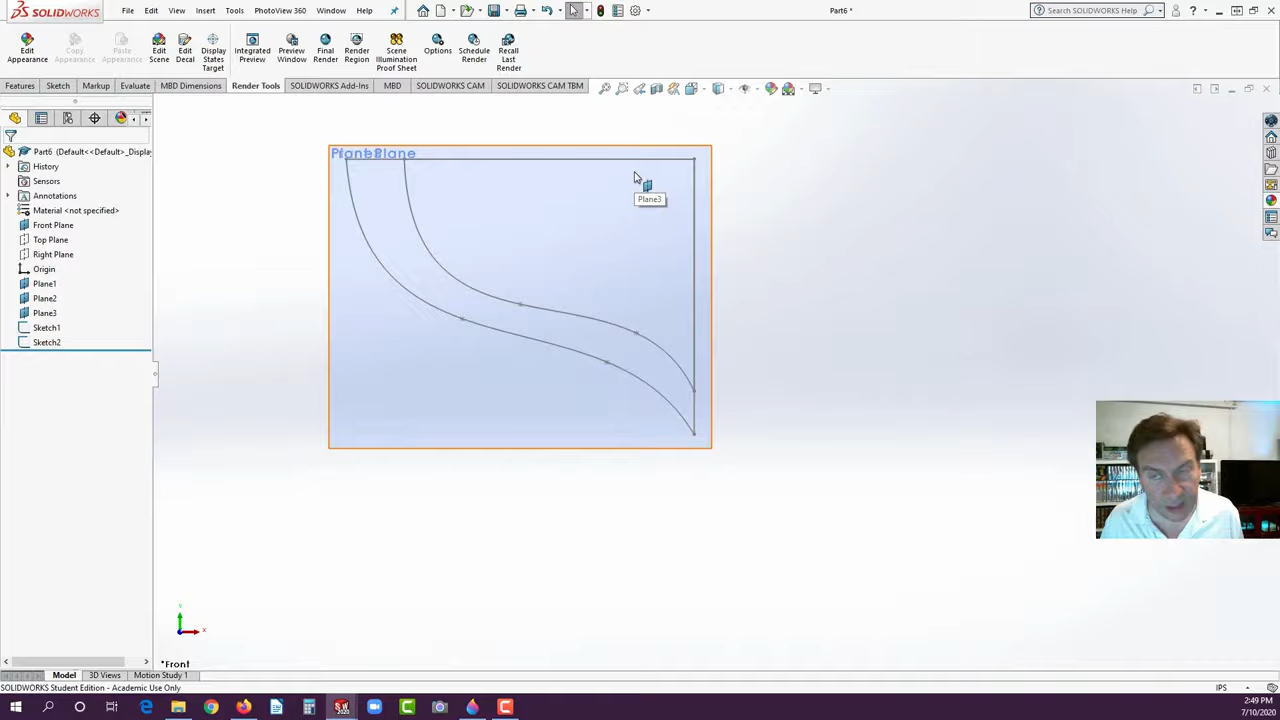 SOLIDWORKS
File Edit View Insert Tools PhotoView 360 Window Help
Part6 *
Search SOLIDWORKS Help
Edit Appearance
Copy Appearance
Paste Appearance
Edit Scene
Edit Decal
Display States Target
Integrated Preview
Preview Window
Final Render
Render Region
Scene Illumination Proof Sheet
Options
Schedule Render
Recall Last Render
Features Sketch Markup Evaluate MBD Dimensions Render Tools SOLIDWORKS Add-Ins MBD SOLIDWORKS CAM SOLIDWORKS CAM TBM
Part6 (Default<<Default>_Display
History
Sensors
Annotations
Material <not specified>
Front Plane
Top Plane
Right Plane
Origin
Plane1
Plane2
Plane3
Sketch1
Sketch2
Plane
Plane3
Y
X
*Front
Model 3D Views Motion Study 1
SOLIDWORKS Student Edition - Academic Use Only
IPS
2:49 PM
7/10/2020